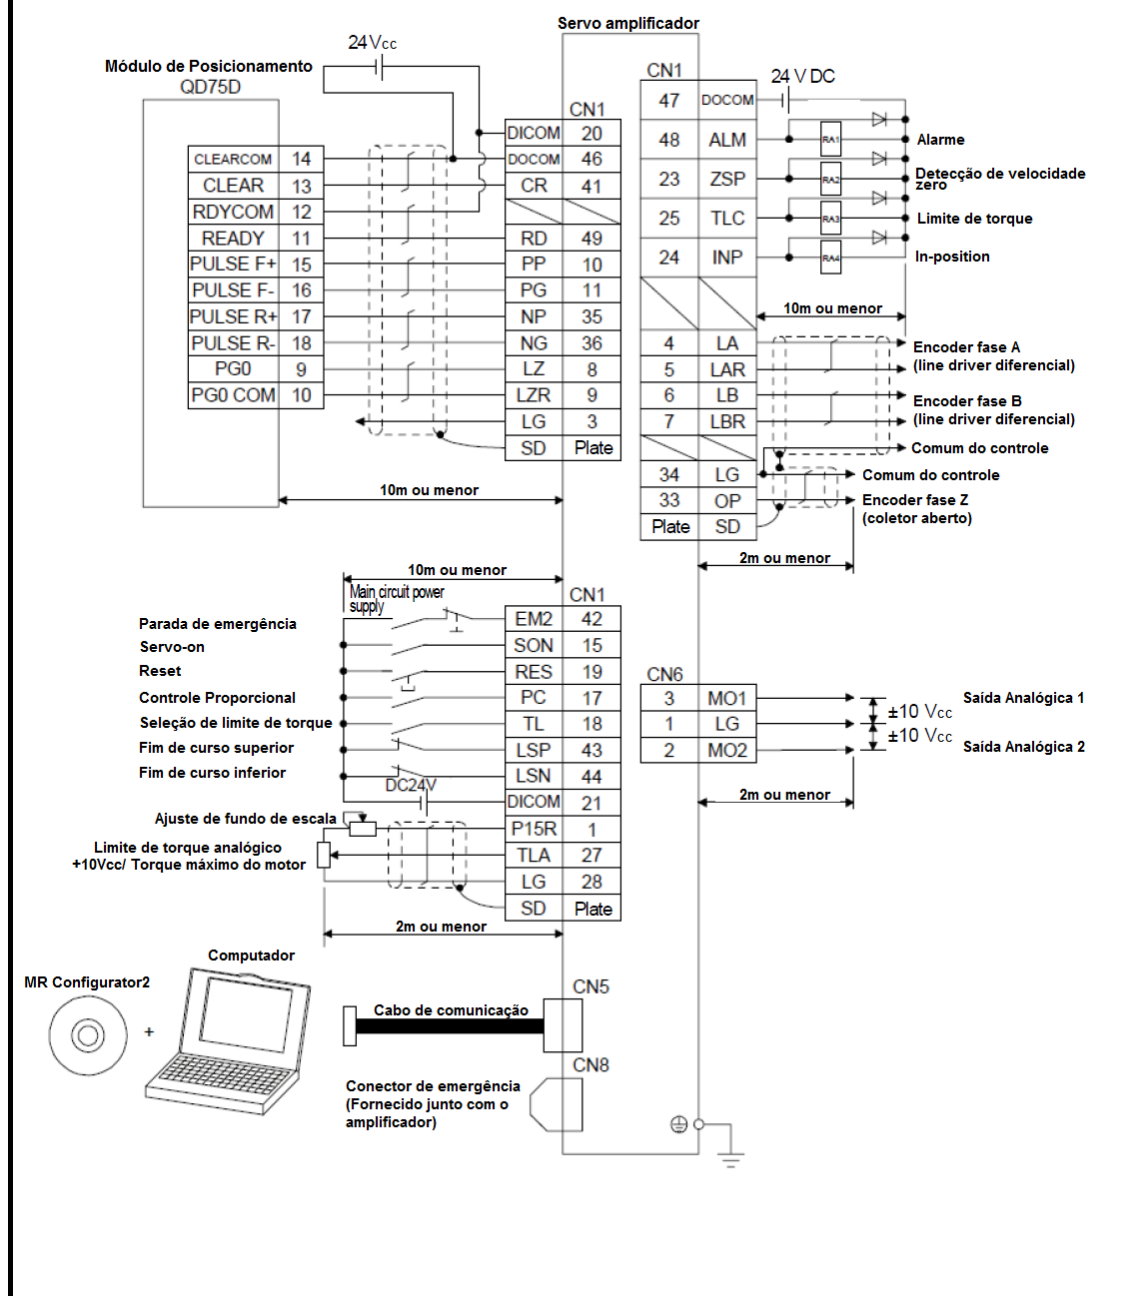 Servo amplificador
24Vcc
Módulo de Posicionamento
QD75D
CN1
DICOM 20
CLEARCOM 14 DOCOM 46
CLEAR 13 CR 41
RDYCOM 12
READY 11 RD 49
PULSE F+ 15 PP 10
PULSE F- 16 PG 11
PULSE R+ 17 NP 35
PULSE R- 18 NG 36
PG0 9 LZ 8
PG0 COM 10 LZR 9
LG 3
SD Plate
10m ou menor
CN1
24 V DC
47 DOCOM
48 ALM RA1 Alarme
23 ZSP RA2 Detecção de velocidade
zero
25 TLC RA3 Limite de torque
24 INP RA4 In-position
10m ou menor
4 LA Encoder fase A
5 LAR (line driver diferencial)
6 LB Encoder fase B
7 LBR (line driver diferencial)
Comum do controle
34 LG Comum do controle
33 OP Encoder fase Z
(coletor aberto)
Plate SD
2m ou menor
10m ou menor
Main circuit power
supply
CN1
Parada de emergência EM2 42
Servo-on SON 15
Reset RES 19
Controle Proporcional PC 17
Seleção de limite de torque TL 18
Fim de curso superior LSP 43
Fim de curso inferior LSN 44
DC24V DICOM 21
Ajuste de fundo de escala P15R 1
Limite de torque analógico TLA 27
+10Vcc/ Torque máximo do motor
LG 28
SD Plate
2m ou menor
CN6
3 MO1 Saída Analógica 1
±10 Vcc
1 LG
±10 Vcc
2 MO2 Saída Analógica 2
2m ou menor
Computador
MR Configurator2
+
CN5
Cabo de comunicação
CN8
Conector de emergência
(Fornecido junto com o
amplificador)